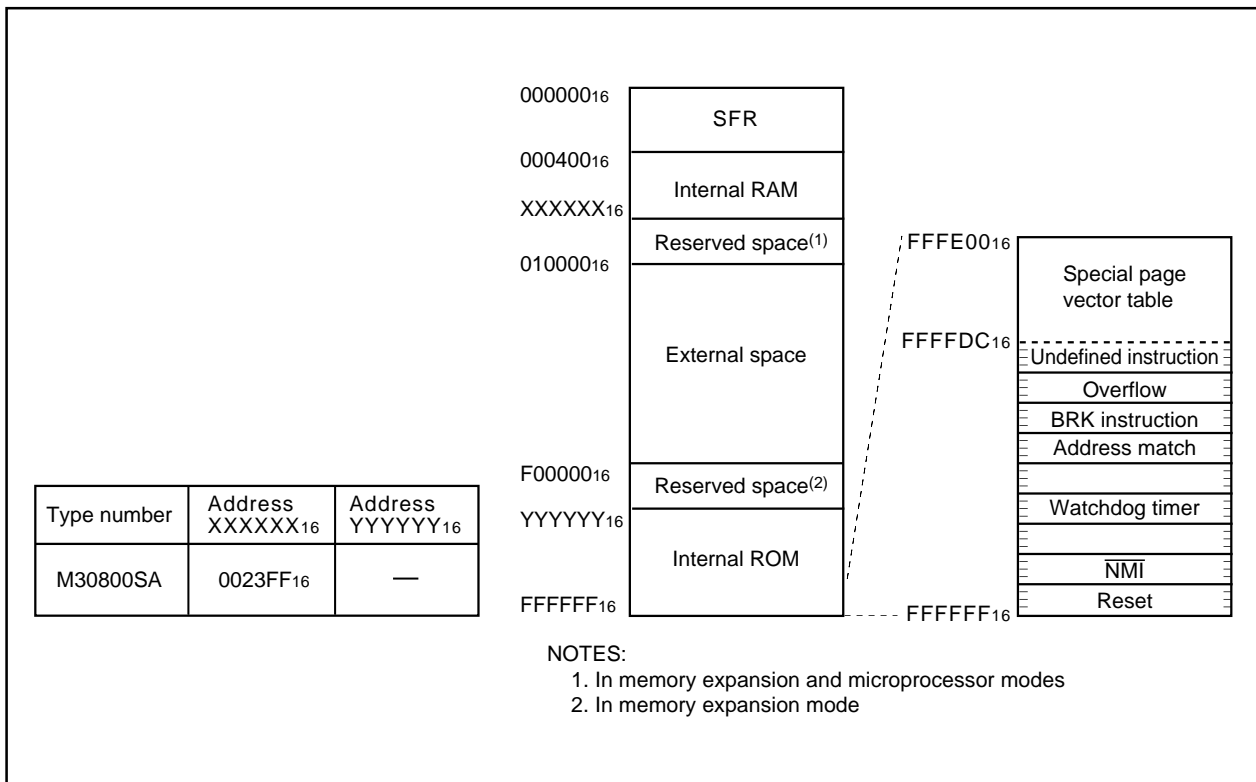 000000₁₆
SFR
000400₁₆
Internal RAM
XXXXXX₁₆
Reserved space(1)
010000₁₆
External space
F00000₁₆
Reserved space(2)
YYYYYY₁₆
Internal ROM
FFFFFF₁₆
FFFE00₁₆
Special page
vector table
FFFFDC₁₆
Undefined instruction
Overflow
BRK instruction
Address match
Watchdog timer
NMI
Reset
FFFFFF₁₆
Type number
Address
XXXXXX₁₆
Address
YYYYYY₁₆
M30800SA
0023FF₁₆
—
NOTES:
1. In memory expansion and microprocessor modes
2. In memory expansion mode